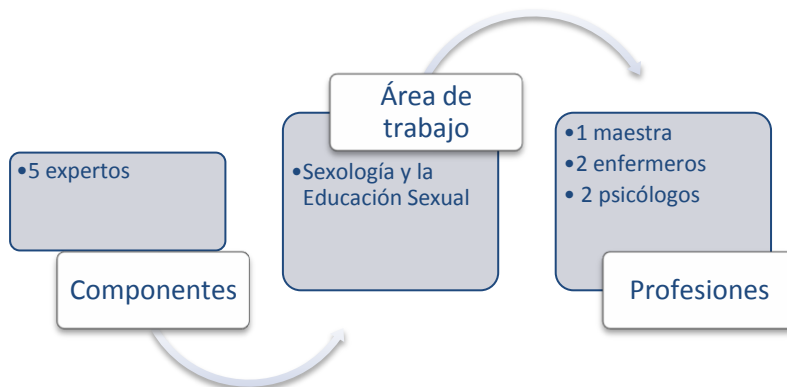 •5 expertos
Componentes
Área de
trabajo
•Sexología y la
Educación Sexual
•1 maestra
•2 enfermeros
• 2 psicólogos
Profesiones